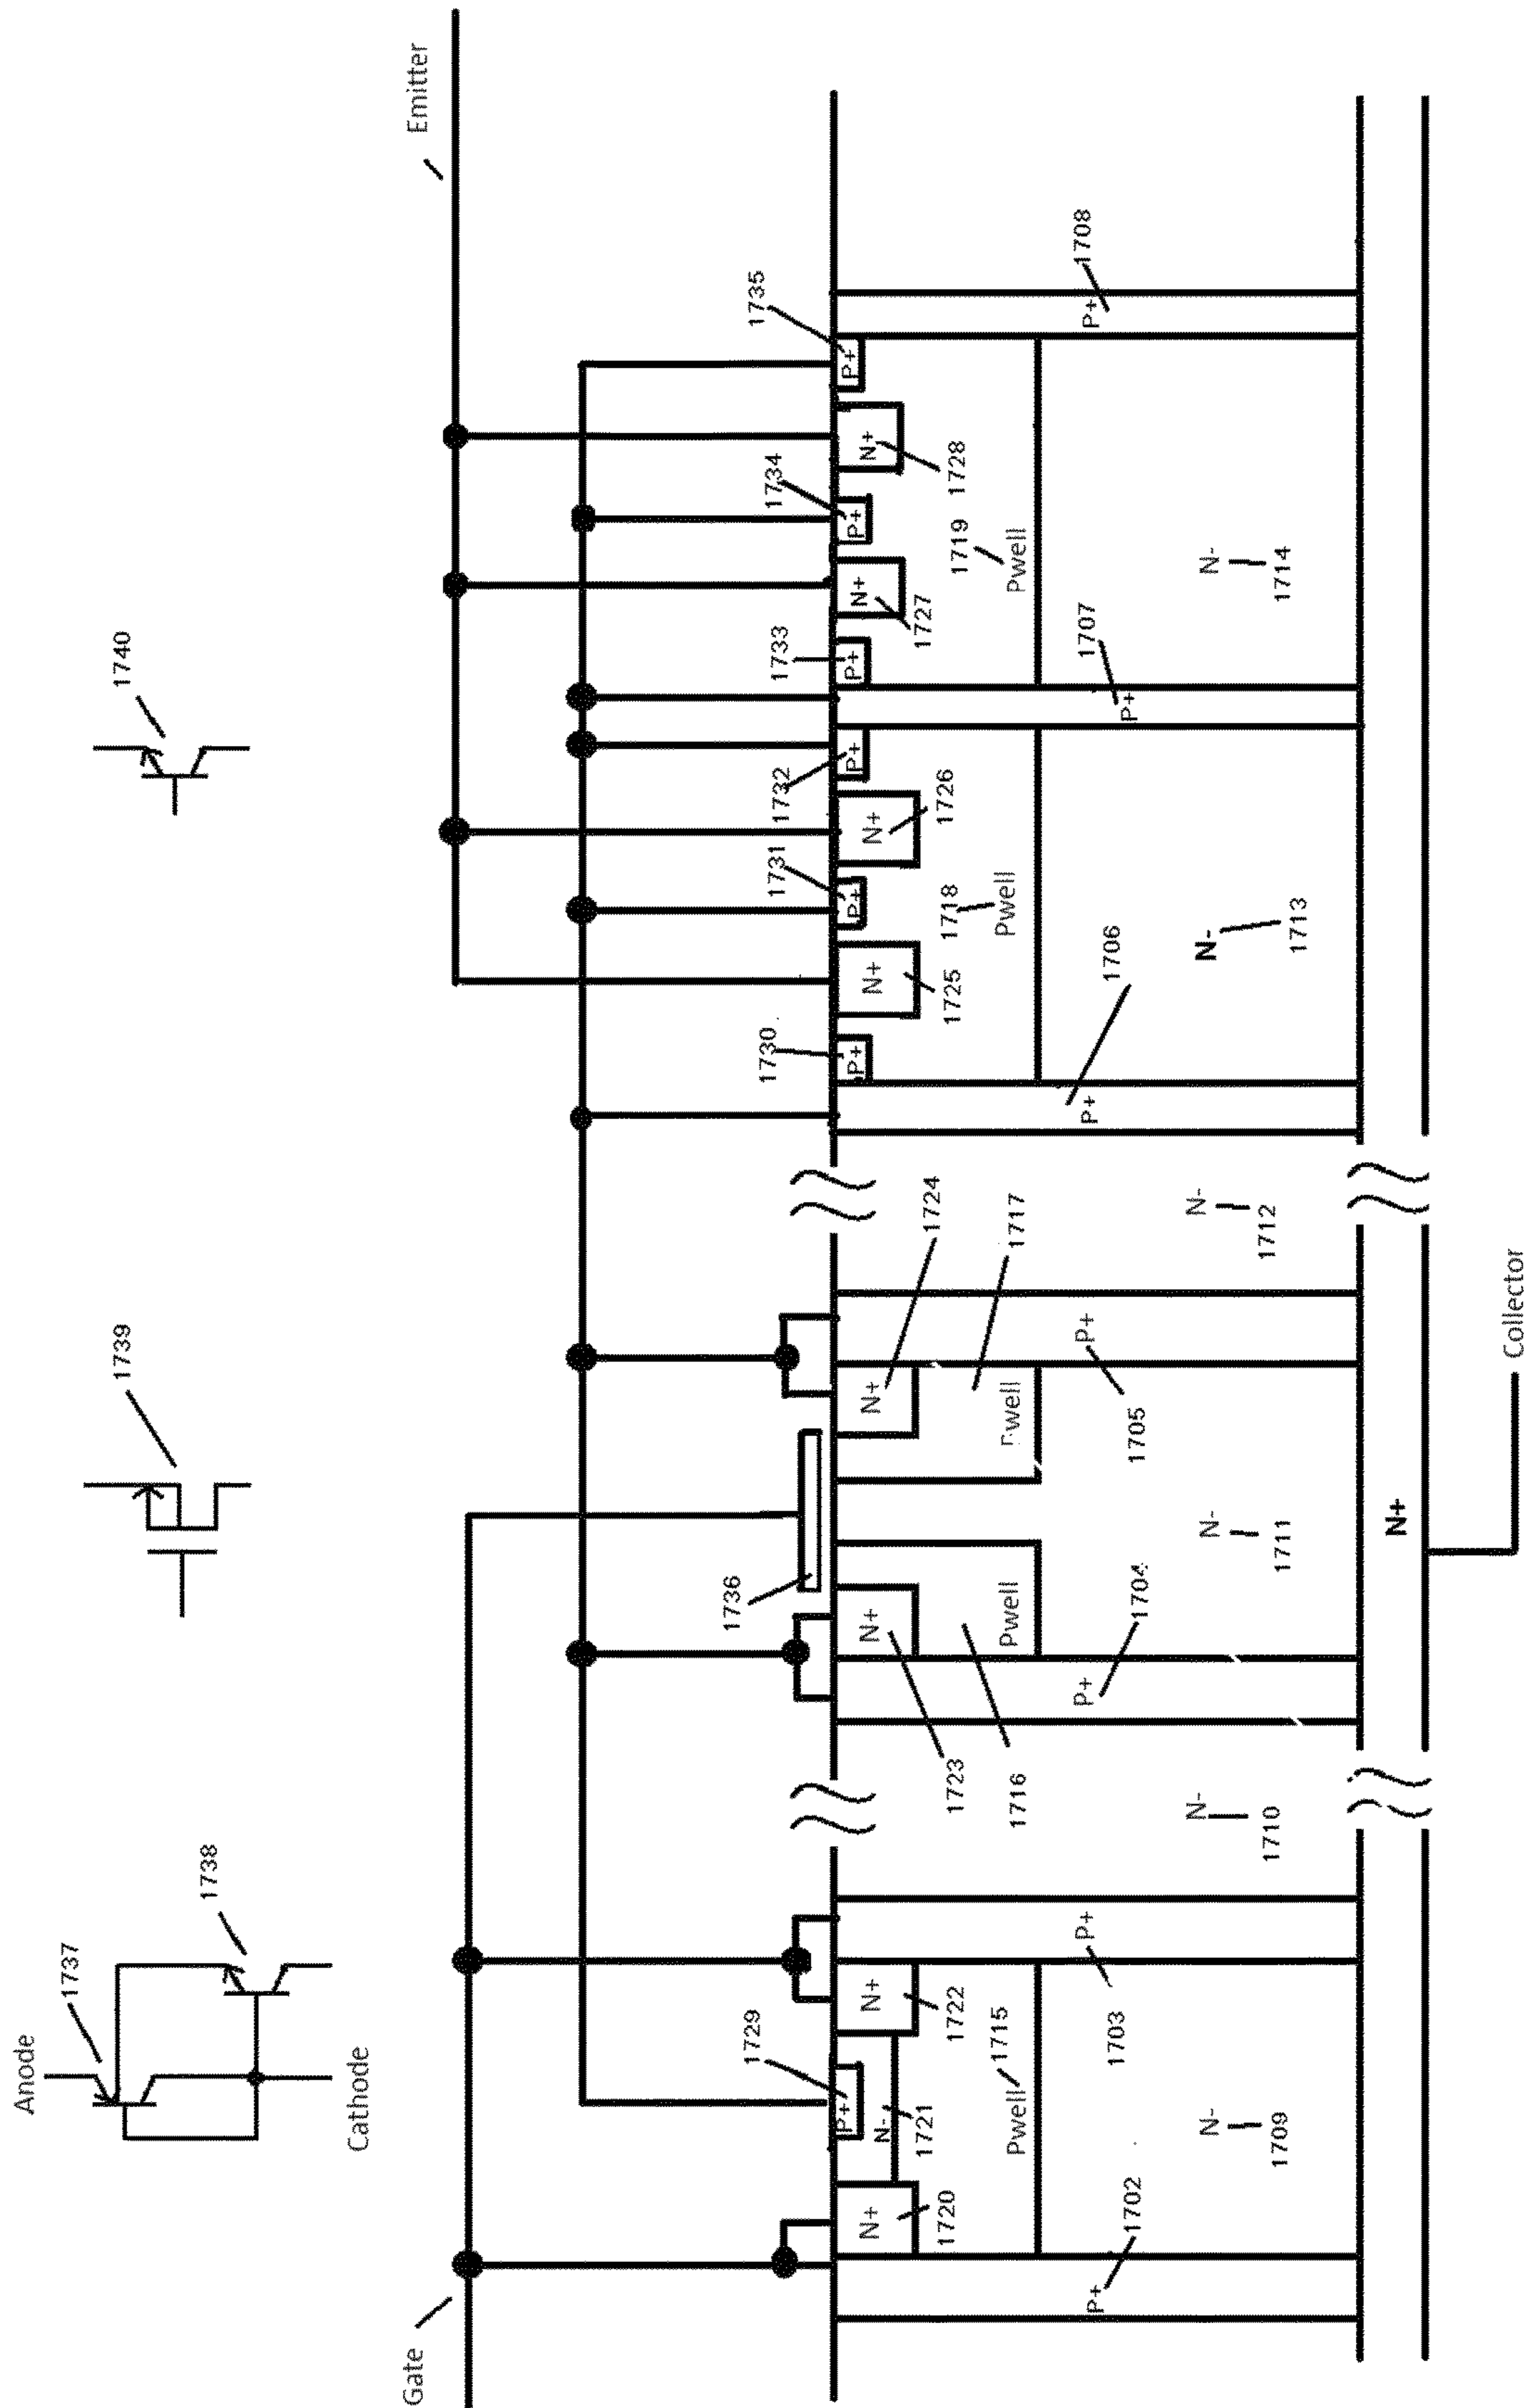 Anode
1737
1738
1739
1740
Cathode
Gate
Emitter
1729
1736
1730
1731
1732
1733
1734
1735
P+
P+
P+
P+
P+
P+
P+
N+
N-
N+
N+
N+
N+
N+
N+
N+
1720
1721
1722
1723
1724
1725
1726
1727
1728
Pwell
1715
Pwell
1716
Pwell
1717
Pwell
1718
Pwell
1719
P+
1702
P+
1703
P+
1704
P+
1705
P+
1706
P+
1707
P+
1708
N-
1709
N-
1710
N-
1711
N-
1712
N-
1713
N-
1714
N+
Collector